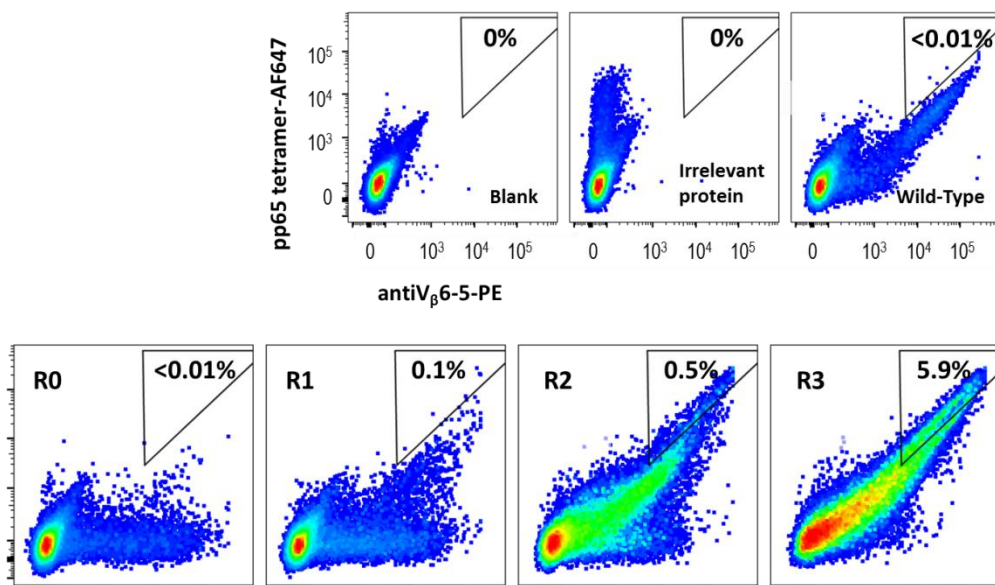 0%
0%
<0.01%
pp65 tetramer-AF647
10⁵
10⁴
10³
0
Blank
Irrelevant
protein
Wild-Type
0 10³ 10⁴ 10⁵
0 10³ 10⁴ 10⁵
0 10³ 10⁴ 10⁵
antiVᵦ6-5-PE
R0 <0.01%
R1 0.1%
R2 0.5%
R3 5.9%